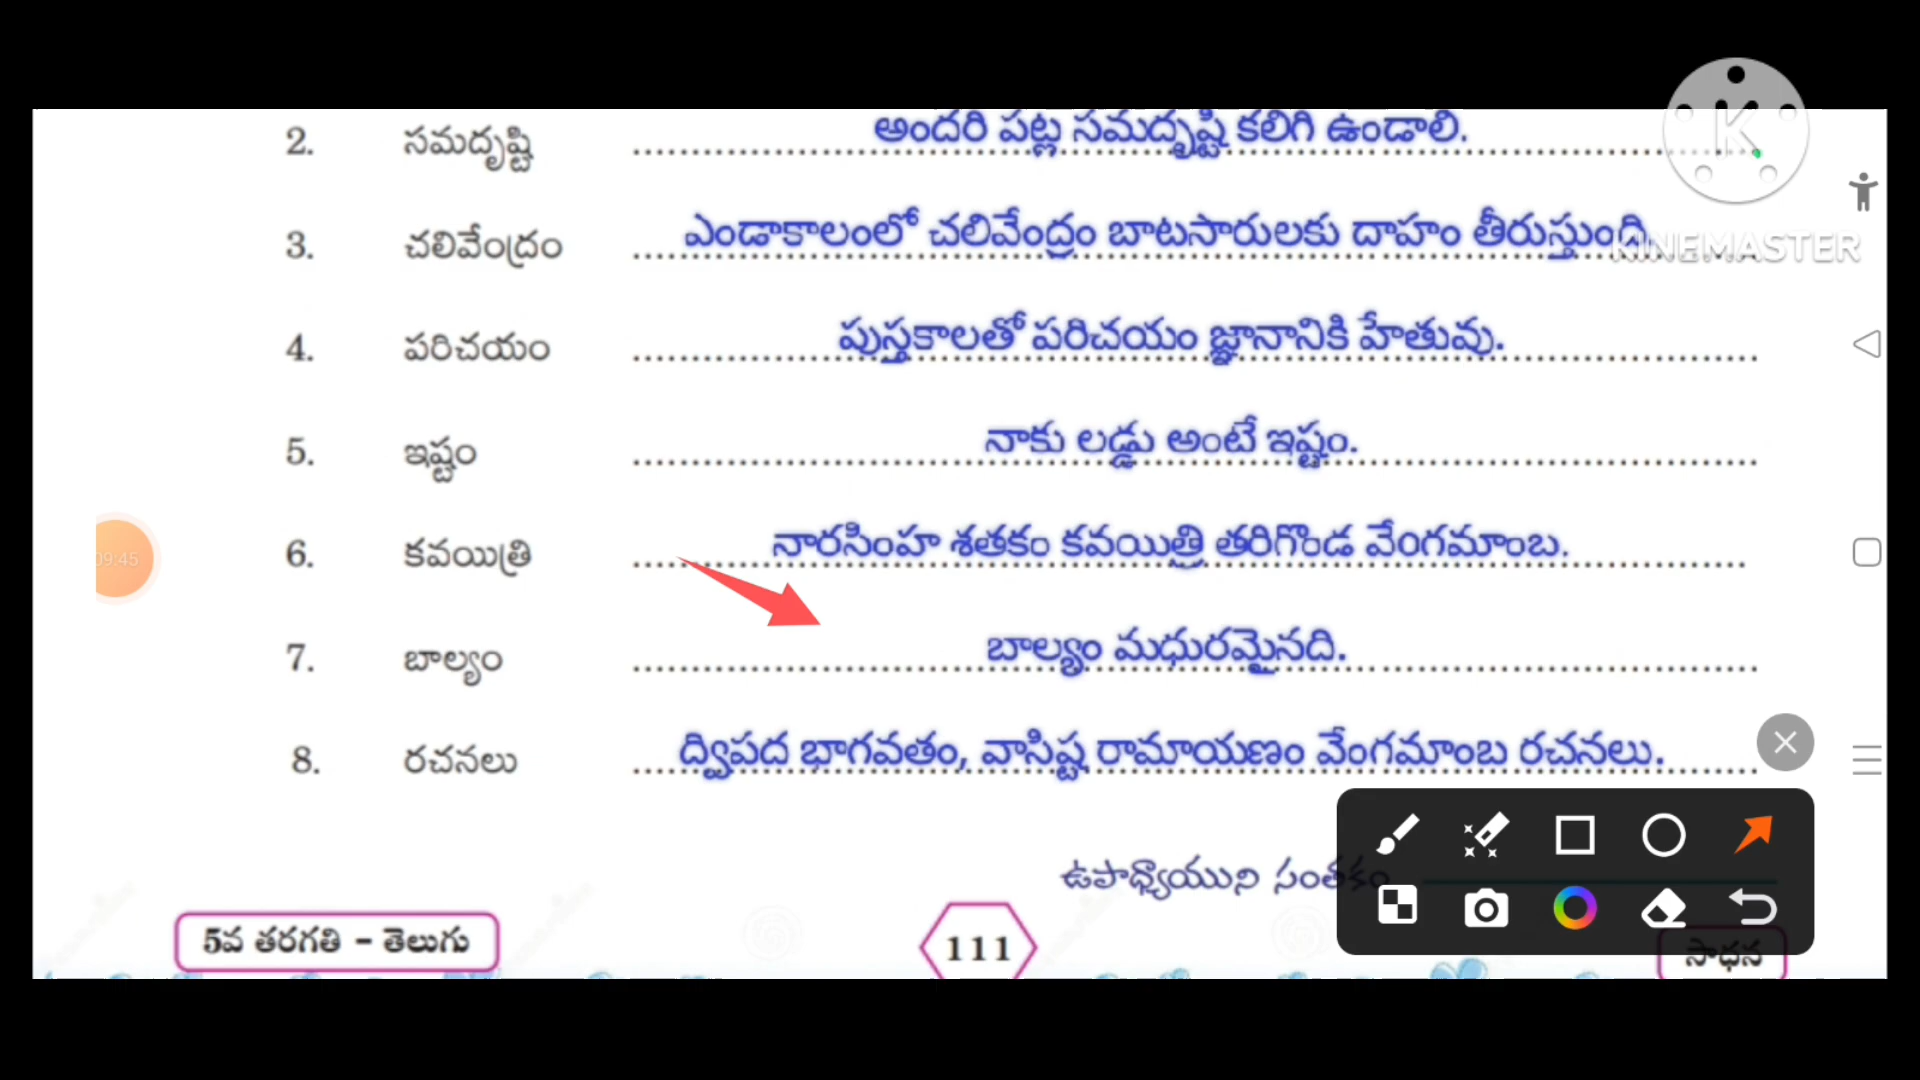 2. సమదృష్టి అందరి పట్ల సమదృష్టి కలిగి ఉండాలి.
3. చలివేంద్రం ఎండాకాలంలో చలివేంద్రం బాటసారులకు దాహం తీరుస్తుంది
KINEMASTER
4. పరిచయం పుస్తకాలతో పరిచయం జ్ఞానానికి హేతువు.
5. ఇష్టం నాకు లడ్డు అంటే ఇష్టం.
09:45
6. కవయిత్రి నారసింహ శతకం కవయిత్రి తరిగొండ వేంగమాంబ.
7. బాల్యం బాల్యం మధురమైనది.
8. రచనలు ద్విపద భాగవతం, వాసిష్ట రామాయణం వేంగమాంబ రచనలు.
ఉపాధ్యాయుని సంతకం
5వ తరగతి - తెలుగు 111 సాధన